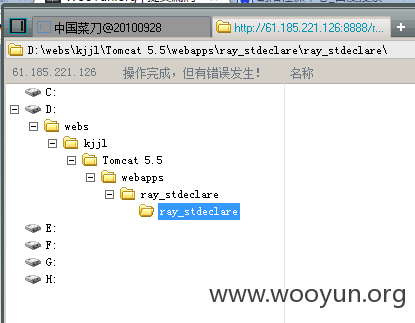 中国菜刀@20100928
http://61.185.221.126:8888/r...
D:\webs\kjjl\Tomcat 5.5\webapps\ray_stdeclare\ray_stdeclare\
61.185.221.126 操作完成，但有错误发生！ 名称
C:
D:
webs
kjjl
Tomcat 5.5
webapps
ray_stdeclare
ray_stdeclare
E:
F:
G:
H:
www.wooyun.org